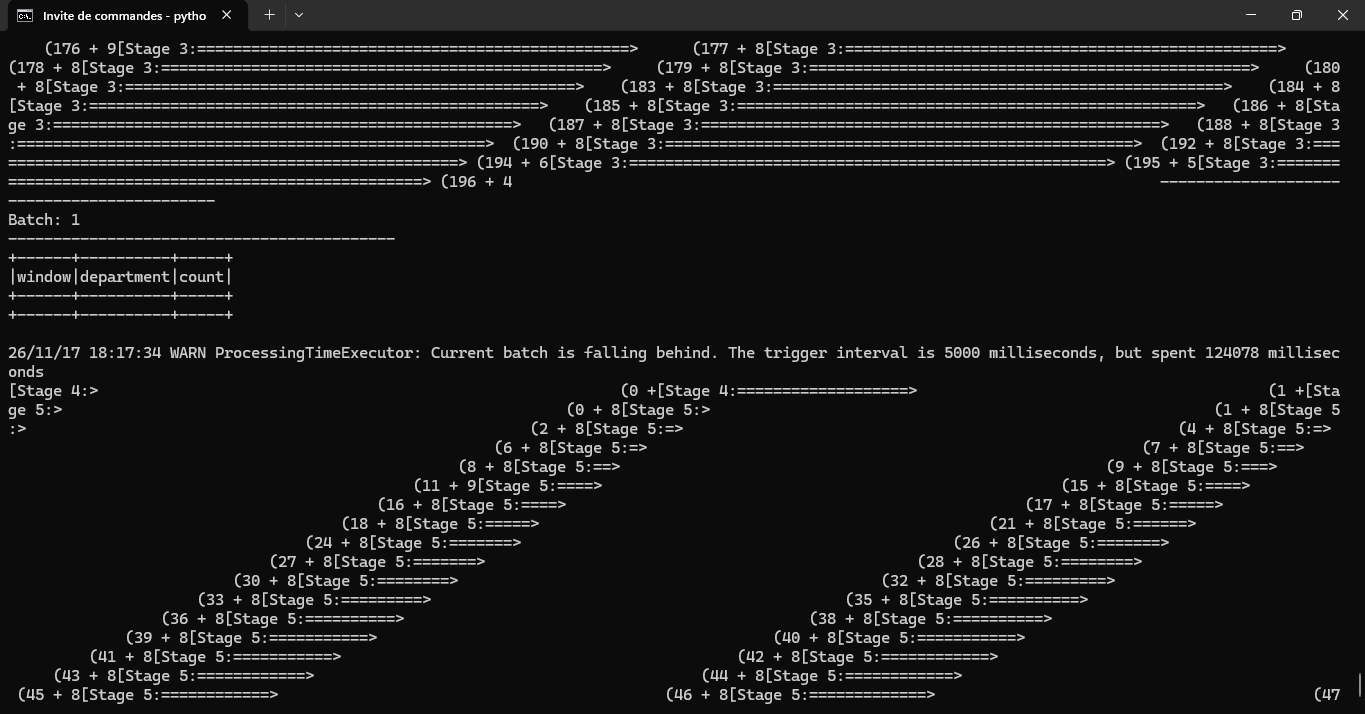 Invite de commandes - pytho
(176 + 9[Stage 3:================================================> (177 + 8[Stage 3:================================================>
(178 + 8[Stage 3:=================================================> (179 + 8[Stage 3:=================================================> (180
+ 8[Stage 3:==================================================> (183 + 8[Stage 3:==================================================> (184 + 8
[Stage 3:==================================================> (185 + 8[Stage 3:===================================================> (186 + 8[Sta
ge 3:===================================================> (187 + 8[Stage 3:===================================================> (188 + 8[Stage 3
:====================================================> (190 + 8[Stage 3:====================================================> (192 + 8[Stage 3:===
==================================================> (194 + 6[Stage 3:=====================================================> (195 + 5[Stage 3:=======
==============================================> (196 + 4 --------------------
-----------------------
Batch: 1
-------------------------------------------
+------+----------+-----+
|window|department|count|
+------+----------+-----+
+------+----------+-----+
26/11/17 18:17:34 WARN ProcessingTimeExecutor: Current batch is falling behind. The trigger interval is 5000 milliseconds, but spent 124078 millisec
onds
[Stage 4:> (0 +[Stage 4:===================> (1 +[Sta
ge 5:> (0 + 8[Stage 5:> (1 + 8[Stage 5
:> (2 + 8[Stage 5:=> (4 + 8[Stage 5:=>
(6 + 8[Stage 5:=> (7 + 8[Stage 5:==>
(8 + 8[Stage 5:==> (9 + 8[Stage 5:===>
(11 + 9[Stage 5:====> (15 + 8[Stage 5:====>
(16 + 8[Stage 5:====> (17 + 8[Stage 5:=====>
(18 + 8[Stage 5:=====> (21 + 8[Stage 5:======>
(24 + 8[Stage 5:=======> (26 + 8[Stage 5:=======>
(27 + 8[Stage 5:=======> (28 + 8[Stage 5:========>
(30 + 8[Stage 5:========> (32 + 8[Stage 5:=========>
(33 + 8[Stage 5:=========> (35 + 8[Stage 5:==========>
(36 + 8[Stage 5:==========> (38 + 8[Stage 5:==========>
(39 + 8[Stage 5:===========> (40 + 8[Stage 5:===========>
(41 + 8[Stage 5:===========> (42 + 8[Stage 5:============>
(43 + 8[Stage 5:============> (44 + 8[Stage 5:============>
(45 + 8[Stage 5:============> (46 + 8[Stage 5:=============> (47